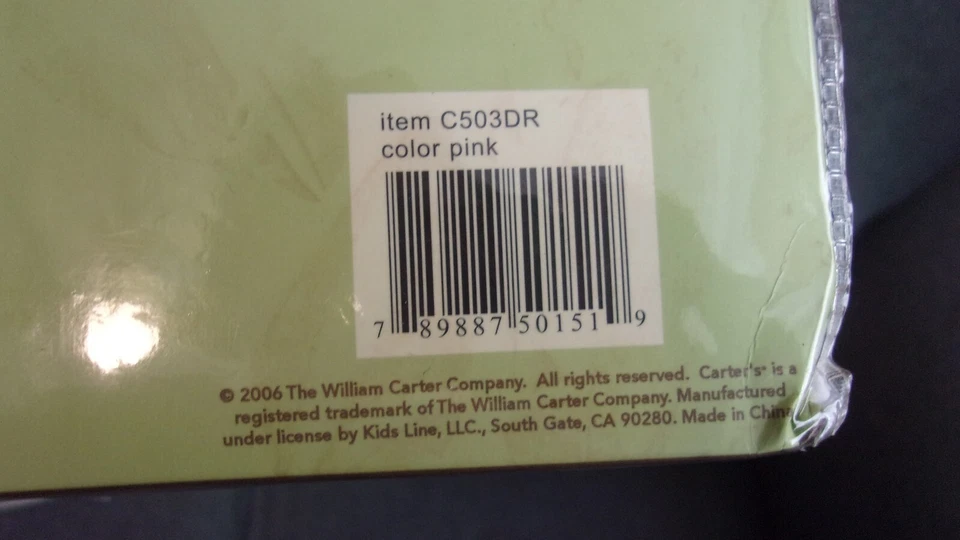 item C503DR
color pink
7 89887 50151 9
© 2006 The William Carter Company. All rights reserved. Carter's® is a
registered trademark of The William Carter Company. Manufactured
under license by Kids Line, LLC., South Gate, CA 90280. Made in China